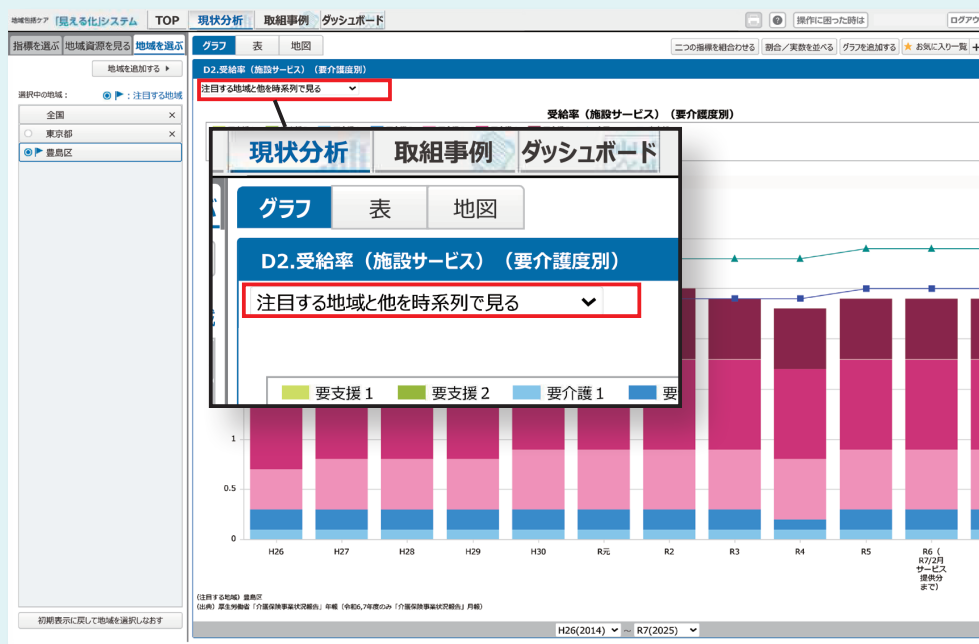 地域包括ケア「見える化」システム TOP 現状分析 取組事例 ダッシュボード ? 操作に困った時は ログアウ
指標を選ぶ 地域資源を見る 地域を選ぶ グラフ 表 地図 二つの指標を組合わせる 割合/実数を並べる グラフを追加する ★ お気に入り一覧
地域を追加する
D2.受給率（施設サービス）（要介護度別）
注目する地域と他を時系列で見る
選択中の地域： ：注目する地域
受給率（施設サービス）（要介護度別）
全国 ×
東京都 ×
豊島区
現状分析 取組事例 ダッシュボード
グラフ 表 地図
D2.受給率（施設サービス）（要介護度別）
注目する地域と他を時系列で見る
要支援1 要支援2 要介護1 要
1
0.5
0
H26 H27 H28 H29 H30 R元 R2 R3 R4 R5 R6（
R7/2月
サービス
提供分
まで）
(注目する地域) 豊島区
(出典) 厚生労働省「介護保険事業状況報告」年報（令和6,7年度のみ「介護保険事業状況報告」月報）
初期表示に戻して地域を選択しなおす
H26(2014) ～ R7(2025)